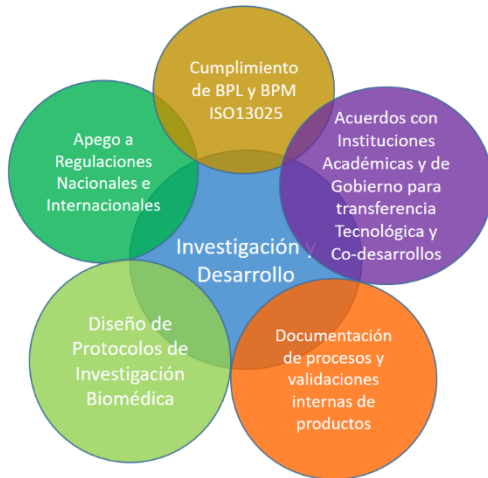 Cumplimiento
de BPL y BPM
ISO13025
Acuerdos con
Instituciones
Académicas y de
Gobierno para
transferencia
Tecnológica y
Co-desarrollos
Apego a
Regulaciones
Nacionales e
Internacionales
Investigación y
Desarrollo
Diseño de
Protocolos de
Investigación
Biomédica
Documentación
de procesos y
validaciones
internas de
productos